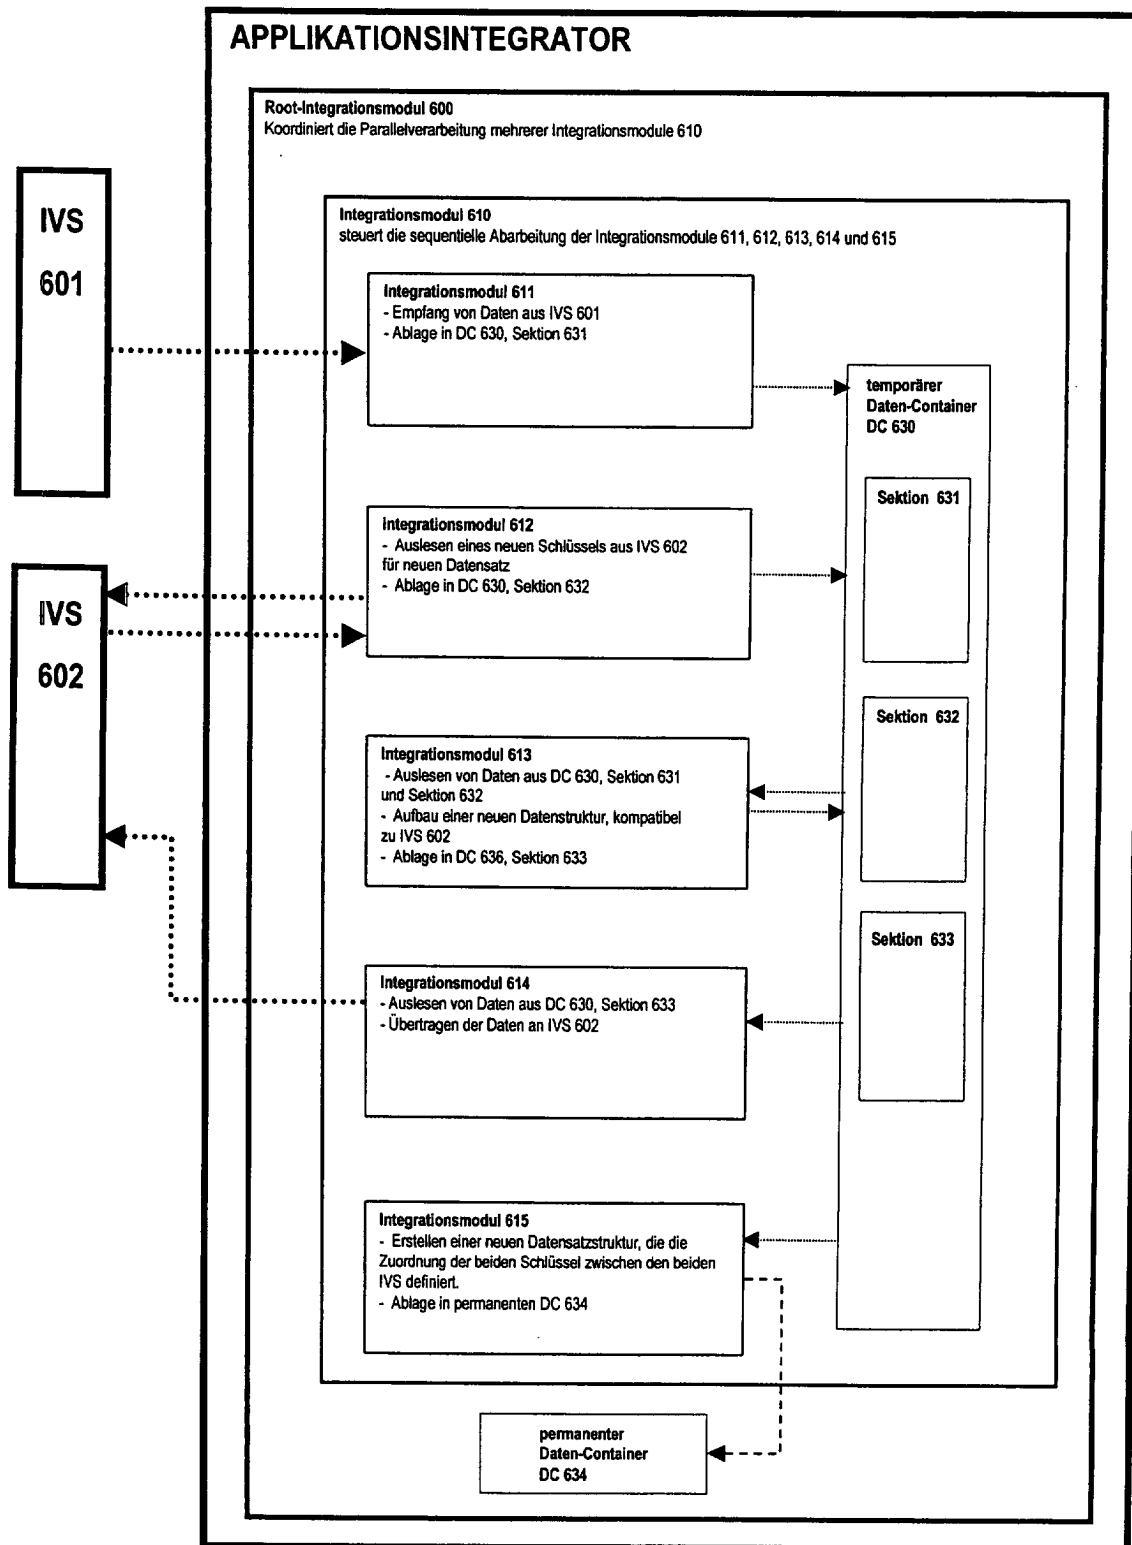 APPLIKATIONSINTEGRATOR
Root-Integrationsmodul 600
Koordiniert die Parallelverarbeitung mehrerer Integrationsmodule 610
IVS
601
Integrationsmodul 610
steuert die sequentielle Abarbeitung der Integrationsmodule 611, 612, 613, 614 und 615
Integrationsmodul 611
- Empfang von Daten aus IVS 601
- Ablage in DC 630, Sektion 631
temporärer
Daten-Container
DC 630
Sektion 631
Integrationsmodul 612
- Auslesen eines neuen Schlüssels aus IVS 602
für neuen Datensatz
- Ablage in DC 630, Sektion 632
IVS
602
Sektion 632
Integrationsmodul 613
- Auslesen von Daten aus DC 630, Sektion 631
und Sektion 632
- Aufbau einer neuen Datenstruktur, kompatibel
zu IVS 602
- Ablage in DC 636, Sektion 633
Sektion 633
Integrationsmodul 614
- Auslesen von Daten aus DC 630, Sektion 633
- Übertragen der Daten an IVS 602
Integrationsmodul 615
- Erstellen einer neuen Datensatzstruktur, die die
Zuordnung der beiden Schlüssel zwischen den beiden
IVS definiert.
- Ablage in permanenten DC 634
permanenter
Daten-Container
DC 634